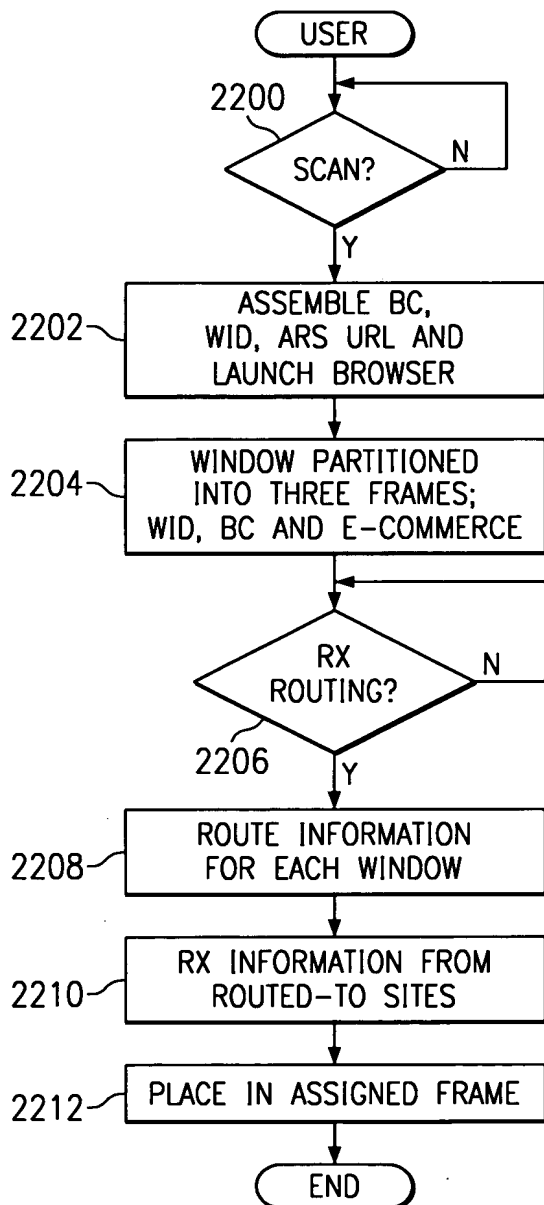 USER
2200
SCAN?
N
Y
2202
ASSEMBLE BC,
WID, ARS URL AND
LAUNCH BROWSER
2204
WINDOW PARTITIONED
INTO THREE FRAMES;
WID, BC AND E-COMMERCE
RX
ROUTING?
N
2206
Y
2208
ROUTE INFORMATION
FOR EACH WINDOW
2210
RX INFORMATION FROM
ROUTED-TO SITES
2212
PLACE IN ASSIGNED FRAME
END